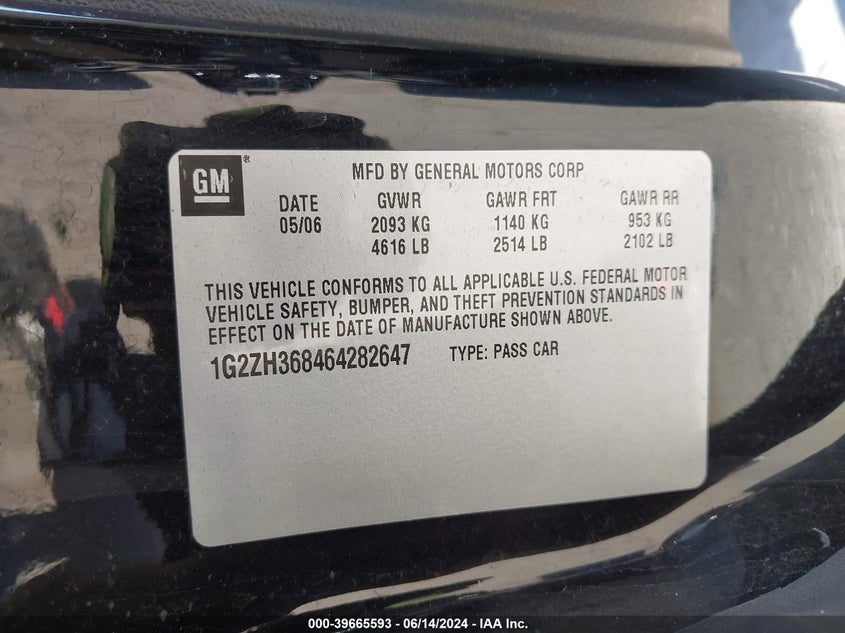 GM®
MFD BY GENERAL MOTORS CORP
DATE GVWR GAWR FRT GAWR RR
05/06 2093 KG 1140 KG 953 KG
4616 LB 2514 LB 2102 LB
THIS VEHICLE CONFORMS TO ALL APPLICABLE U.S. FEDERAL MOTOR
VEHICLE SAFETY, BUMPER, AND THEFT PREVENTION STANDARDS IN
EFFECT ON THE DATE OF MANUFACTURE SHOWN ABOVE.
1G2ZH368464282647 TYPE: PASS CAR
000-39665593 - 06/14/2024 - IAA Inc.